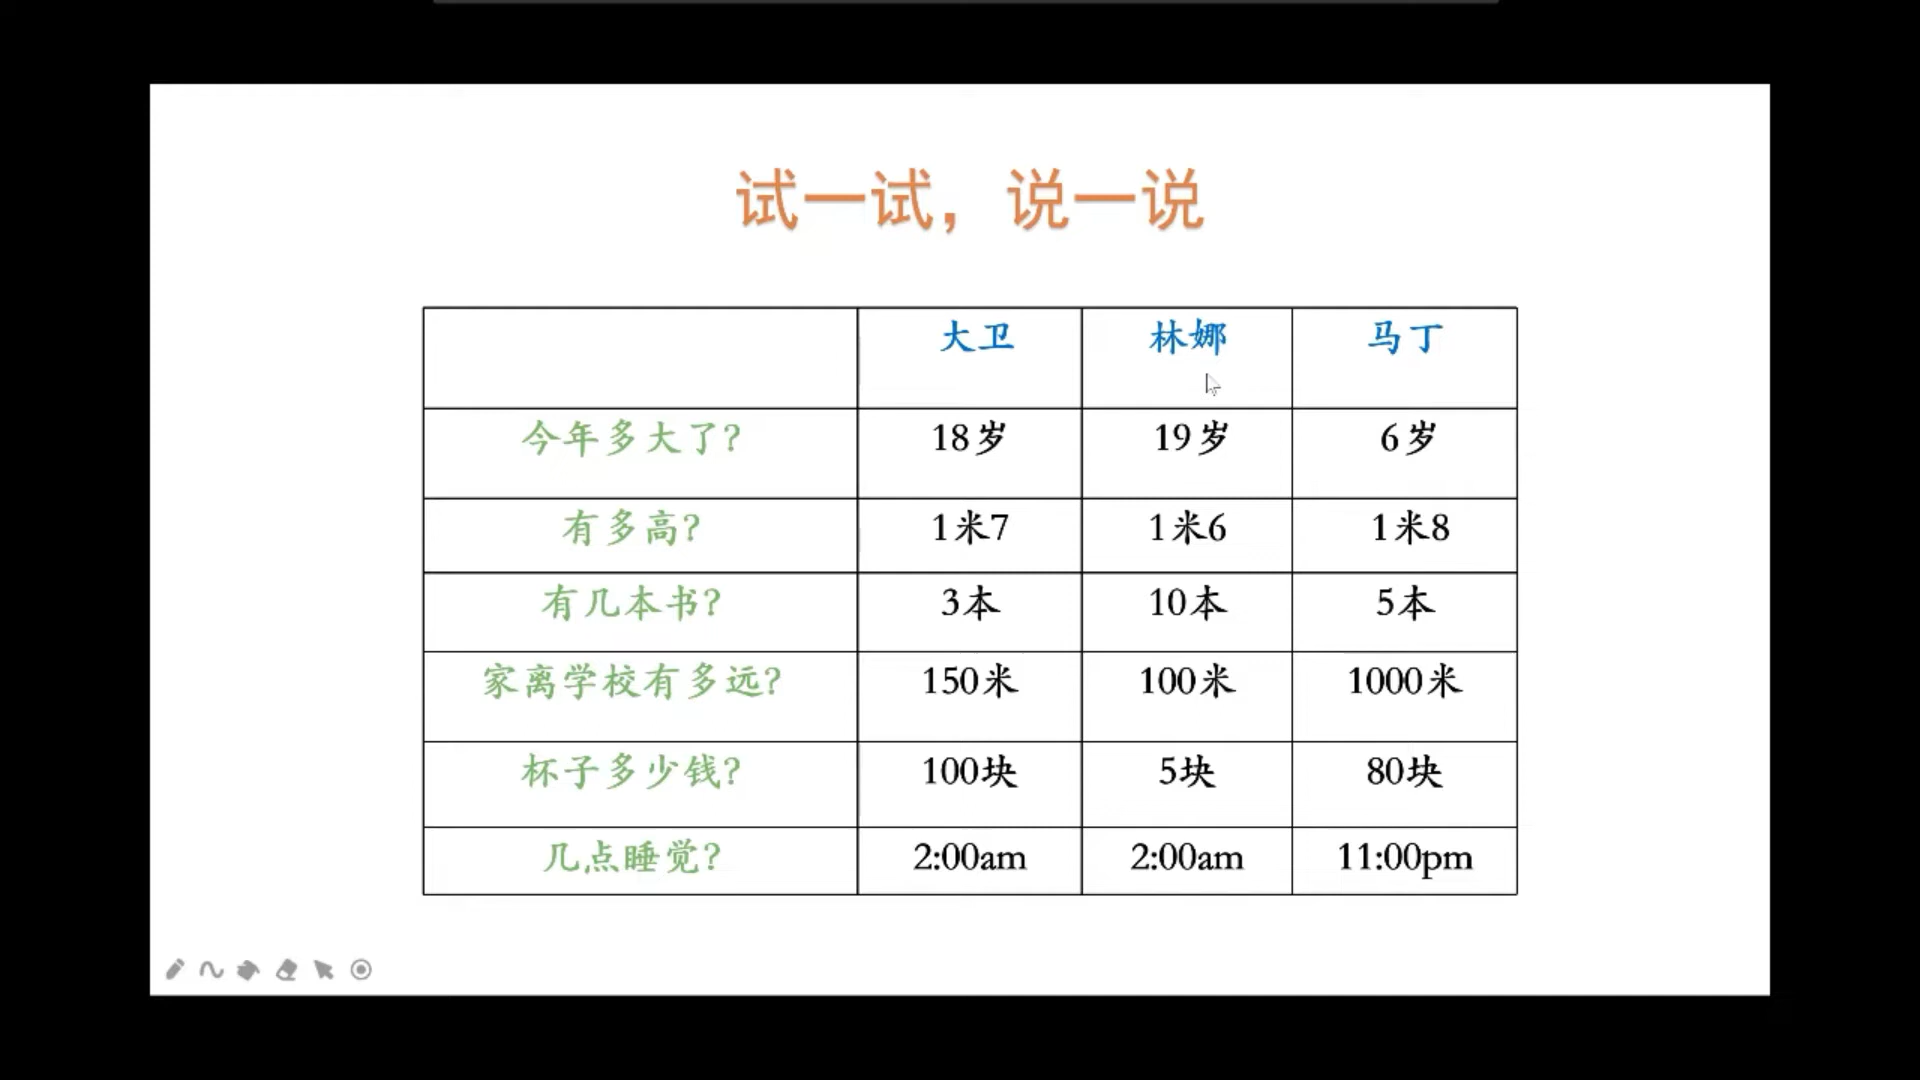 试一试，说一说
大卫 林娜 马丁
今年多大了? 18岁 19岁 6岁
有多高? 1米7 1米6 1米8
有几本书? 3本 10本 5本
家离学校有多远? 150米 100米 1000米
杯子多少钱? 100块 5块 80块
几点睡觉? 2:00am 2:00am 11:00pm